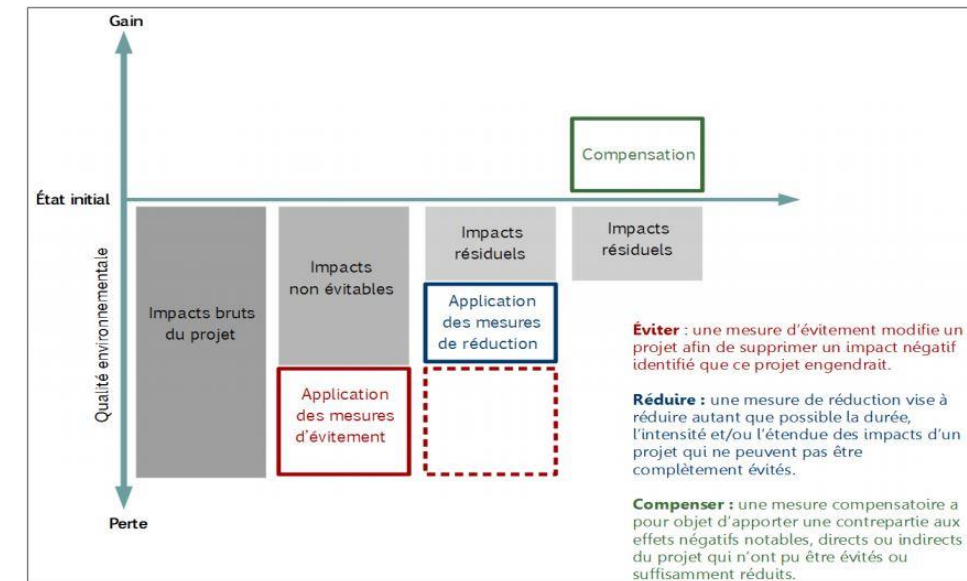 Gain
Compensation
État initial
Qualité environnementale
Impacts bruts
du projet
Impacts
non évitables
Application
des mesures
d'évitement
Impacts
résiduels
Application
des mesures
de réduction
Impacts
résiduels
Perte
Éviter : une mesure d'évitement modifie un
projet afin de supprimer un impact négatif
identifié que ce projet engendrait.
Réduire : une mesure de réduction vise à
réduire autant que possible la durée,
l'intensité et/ou l'étendue des impacts d'un
projet qui ne peuvent pas être
complètement évités.
Compenser : une mesure compensatoire a
pour objet d'apporter une contrepartie aux
effets négatifs notables, directs ou indirects
du projet qui n'ont pu être évités ou
suffisamment réduits.